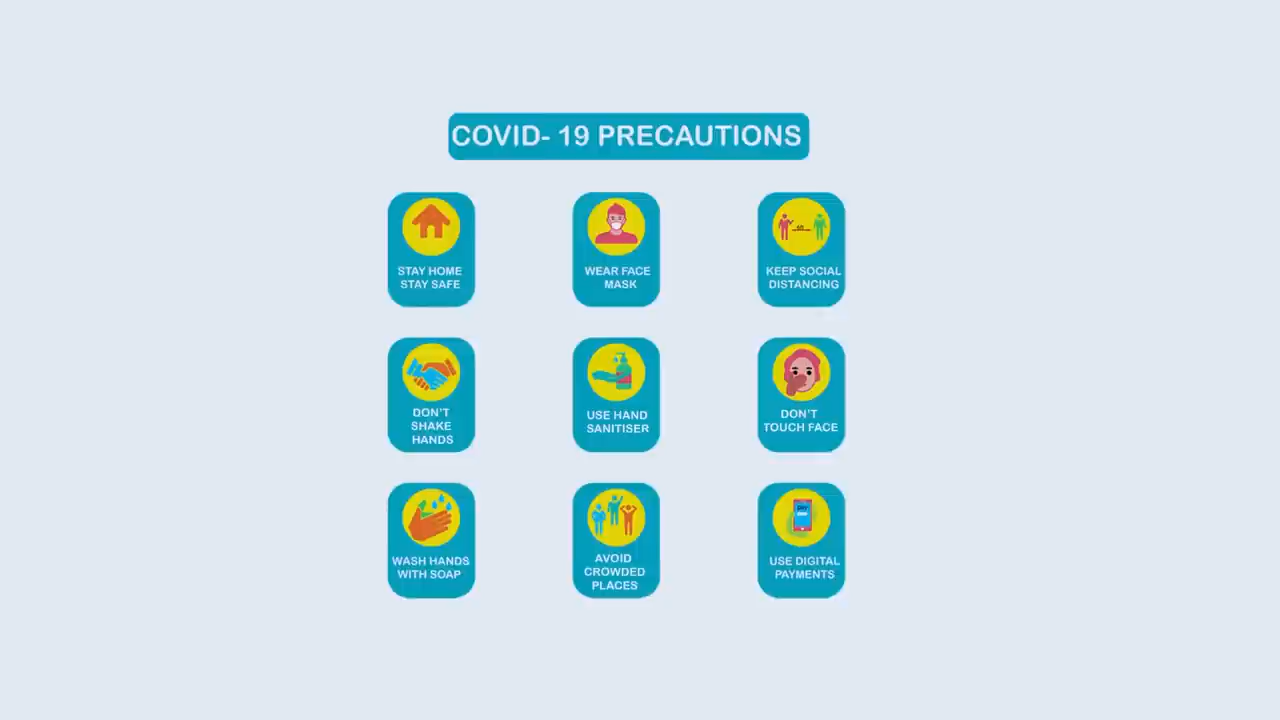 COVID- 19 PRECAUTIONS
STAY HOME
STAY SAFE
WEAR FACE
MASK
KEEP SOCIAL
DISTANCING
DON'T
SHAKE
HANDS
USE HAND
SANITISER
DON'T
TOUCH FACE
WASH HANDS
WITH SOAP
AVOID
CROWDED
PLACES
USE DIGITAL
PAYMENTS